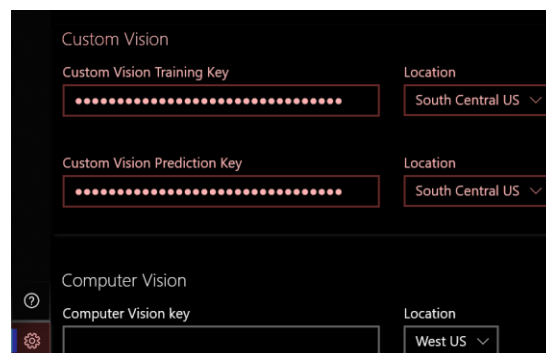 Custom Vision
Custom Vision Training Key Location
•••••••••••••••••••••••••••••••• South Central US
Custom Vision Prediction Key Location
•••••••••••••••••••••••••••••••• South Central US
Computer Vision
?
Computer Vision key Location
West US